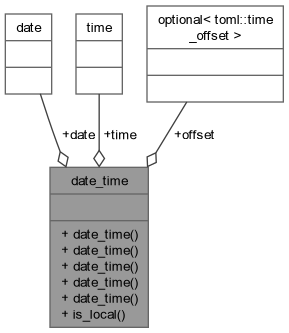 date
time
optional< toml::time
_offset >
+date
+time
+offset
date_time
+ date_time()
+ date_time()
+ date_time()
+ date_time()
+ date_time()
+ is_local()